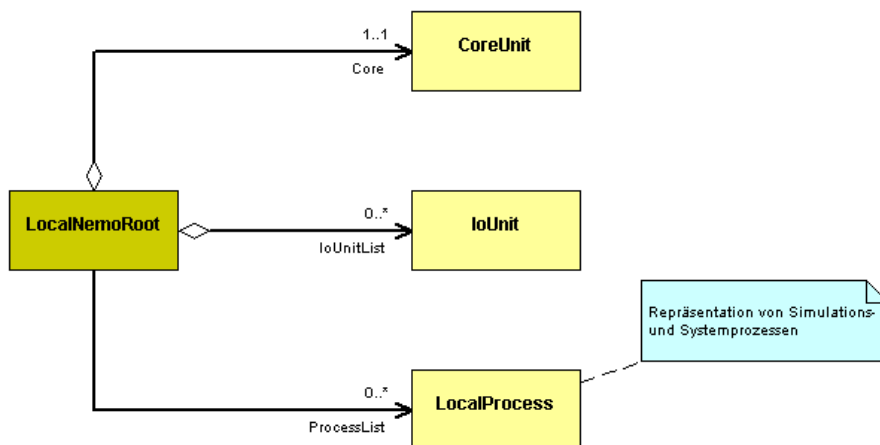 1..1
CoreUnit
Core
LocalNemoRoot
0..*
IoUnit
IoUnitList
Repräsentation von Simulations-
und Systemprozessen
0..*
LocalProcess
ProcessList